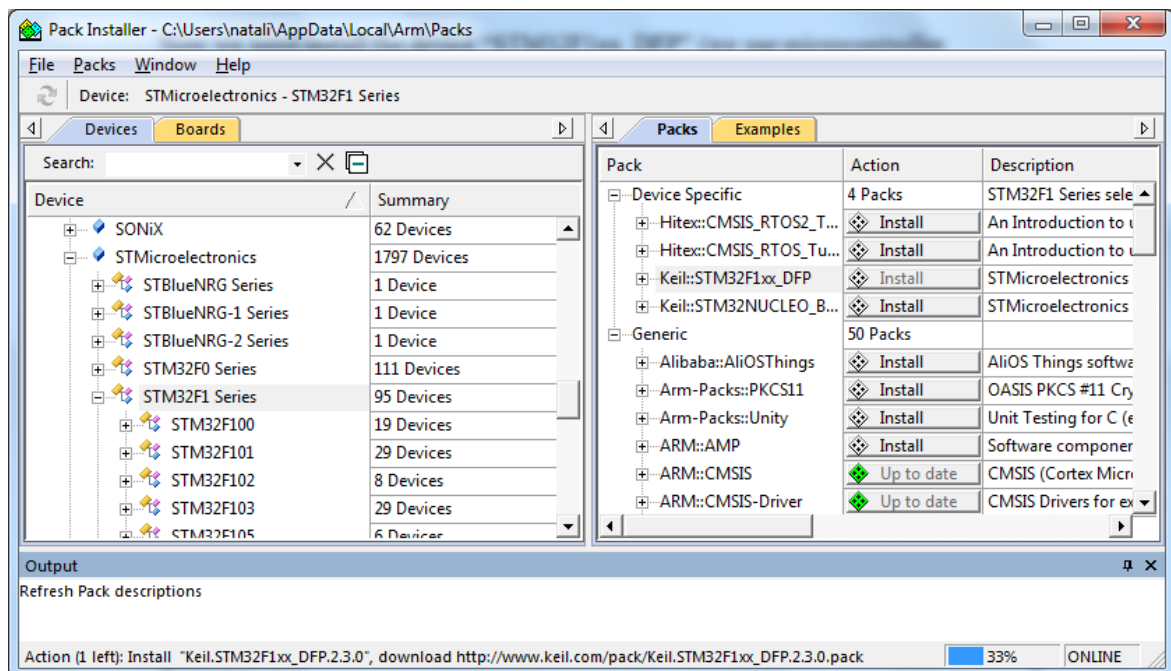 Pack Installer - C:\Users\natali\AppData\Local\Arm\Packs
File Packs Window Help
Device: STMicroelectronics - STM32F1 Series
Devices Boards
Search:
Device Summary
SONiX 62 Devices
STMicroelectronics 1797 Devices
STBlueNRG Series 1 Device
STBlueNRG-1 Series 1 Device
STBlueNRG-2 Series 1 Device
STM32F0 Series 111 Devices
STM32F1 Series 95 Devices
STM32F100 19 Devices
STM32F101 29 Devices
STM32F102 8 Devices
STM32F103 29 Devices
STM32F105 6 Devices
Packs Examples
Pack Action Description
Device Specific 4 Packs STM32F1 Series sele
Hitex::CMSIS_RTOS2_T... Install An Introduction to u
Hitex::CMSIS_RTOS_Tu... Install An Introduction to u
Keil::STM32F1xx_DFP Install STMicroelectronics
Keil::STM32NUCLEO_B... Install STMicroelectronics
Generic 50 Packs
Alibaba::AliOSThings Install AliOS Things softwa
Arm-Packs::PKCS11 Install OASIS PKCS #11 Cry
Arm-Packs::Unity Install Unit Testing for C (e
ARM::AMP Install Software componer
ARM::CMSIS Up to date CMSIS (Cortex Micr
ARM::CMSIS-Driver Up to date CMSIS Drivers for ex
Output
Refresh Pack descriptions
Action (1 left): Install "Keil.STM32F1xx_DFP.2.3.0", download http://www.keil.com/pack/Keil.STM32F1xx_DFP.2.3.0.pack 33% ONLINE